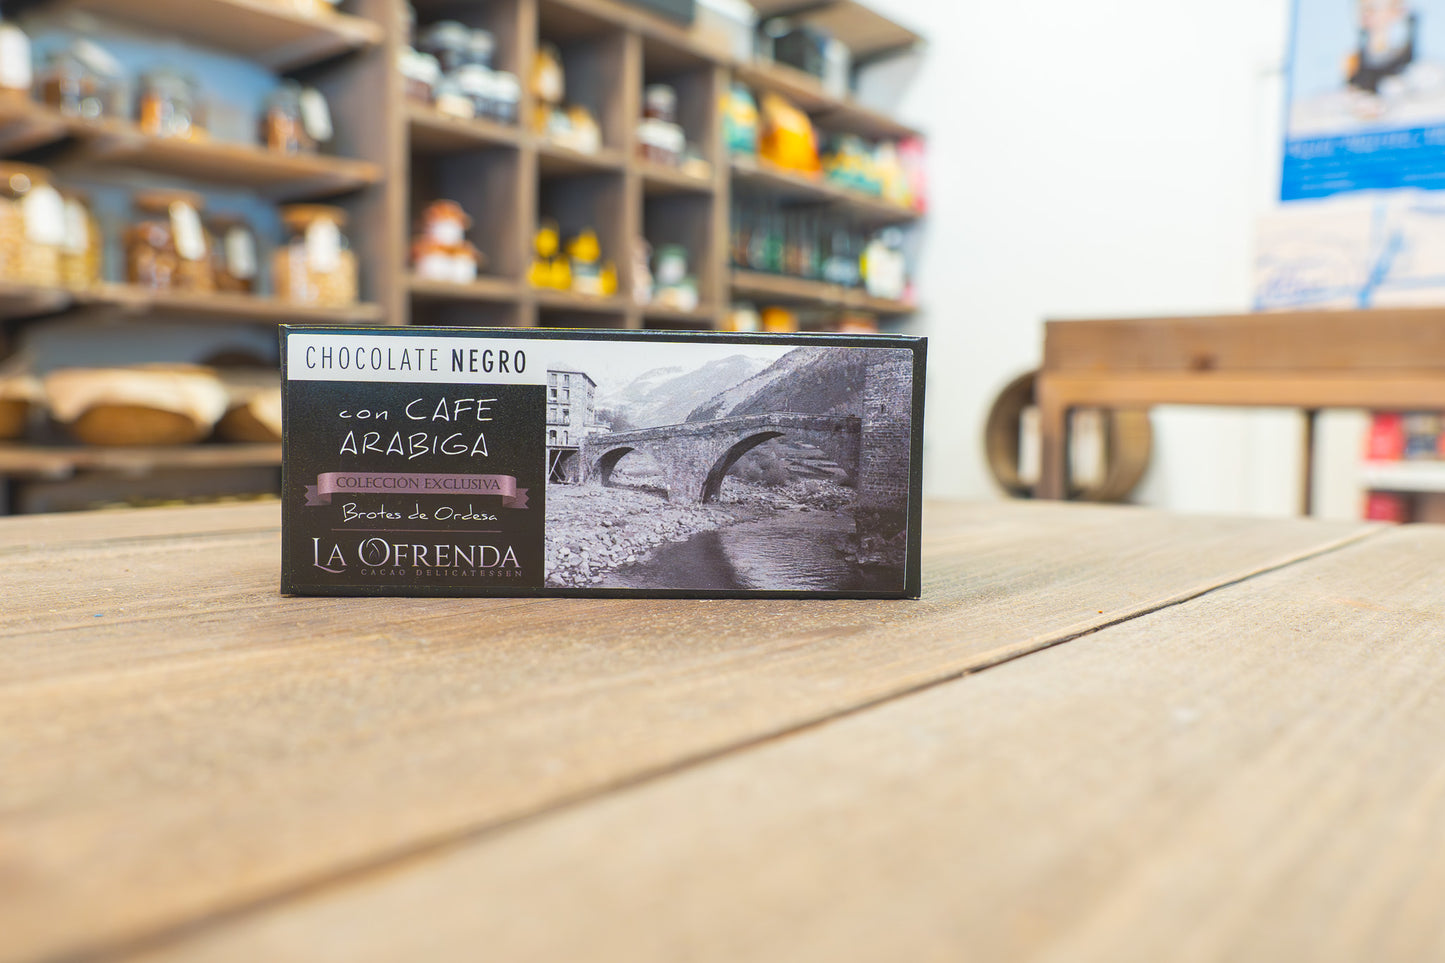 CHOCOLATE NEGRO
con CAFE
ARABIGA
COLECCIÓN EXCLUSIVA
Brotes de Ordesa
LA OFRENDA
CACAO DELICATESSEN